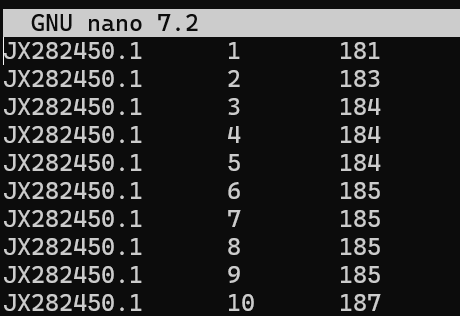 GNU nano 7.2
JX282450.1 1 181
JX282450.1 2 183
JX282450.1 3 184
JX282450.1 4 184
JX282450.1 5 184
JX282450.1 6 185
JX282450.1 7 185
JX282450.1 8 185
JX282450.1 9 185
JX282450.1 10 187